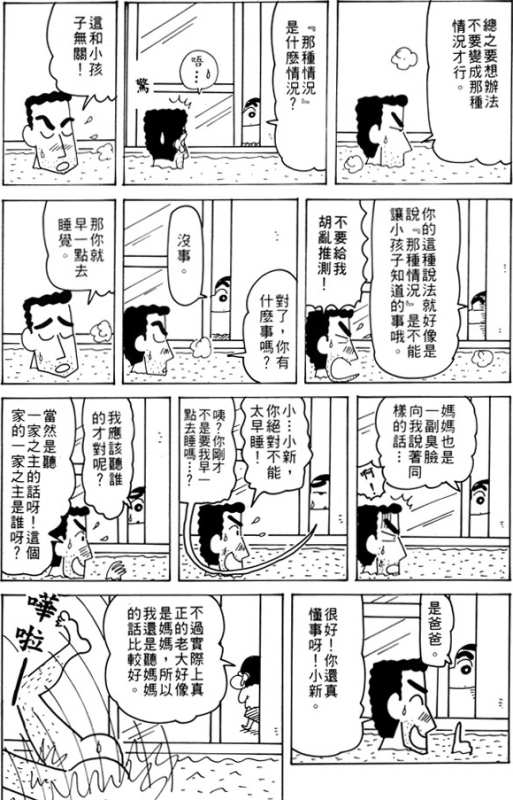 總之要想辦法
不要變成那種
情況才行。
『那種情況』
是什麼情況？
唔…
驚
這和小孩
子無關！
你的這種說法就好像是
說『那種情況』是不能
讓小孩子知道的事哦。
不要給我
胡亂推測！
對了，你有
什麼事嗎？
沒事。
那你就
早一點去
睡覺。
媽媽也是
一副臭臉
向我說著同
樣的話…
啊！
小…小新，
你絕對不能
太早睡！
咦？你剛才
不是要我早一
點去睡嗎…？
我應該聽誰
的才對呢？
當然是聽
一家之主的話呀！這個
家的一家之主是誰呀？
是爸爸。
很好！你還真
懂事呀！小新。
不過實際上真
正的老大好像
是媽媽，所以
我還是聽媽媽
的話比較好。
嘩啦！